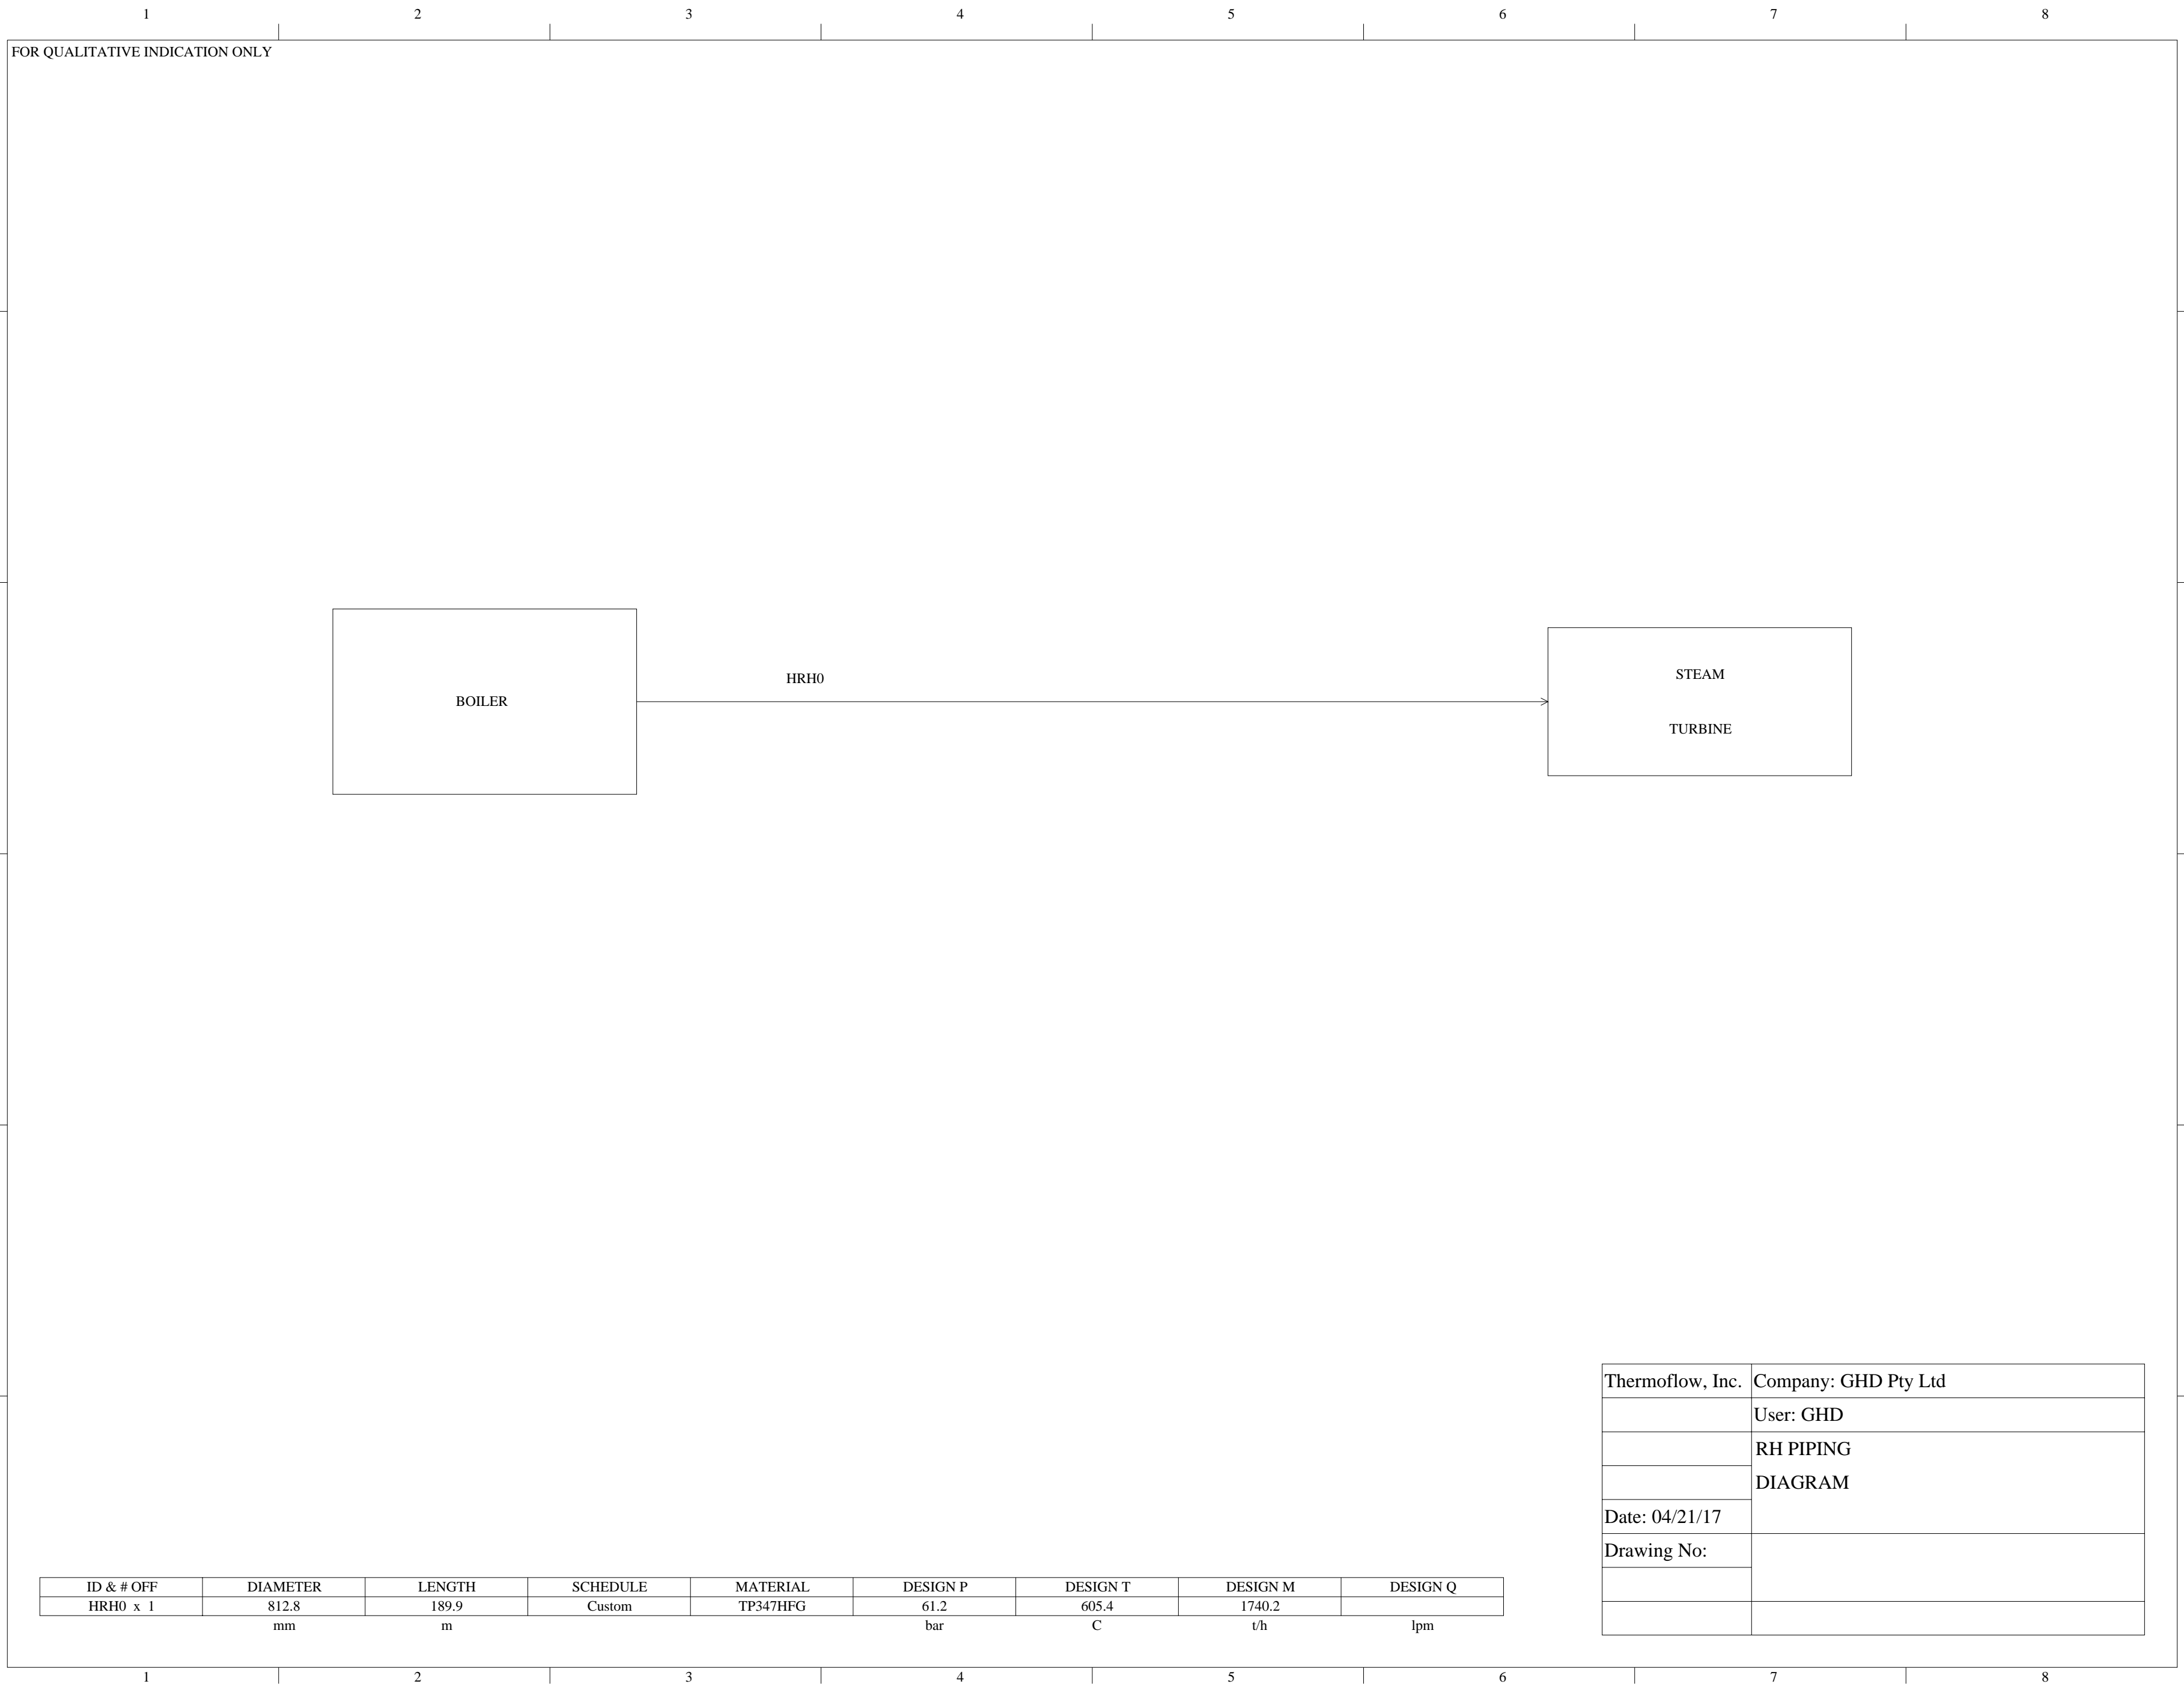 1 2 3 4 5 6 7 8
FOR QUALITATIVE INDICATION ONLY
BOILER
HRH0
STEAM
TURBINE
Thermoflow, Inc. Company: GHD Pty Ltd
User: GHD
RH PIPING
DIAGRAM
Date: 04/21/17
Drawing No:
ID & # OFF DIAMETER LENGTH SCHEDULE MATERIAL DESIGN P DESIGN T DESIGN M DESIGN Q
HRH0 x 1 812.8 189.9 Custom TP347HFG 61.2 605.4 1740.2
mm m bar C t/h lpm
1 2 3 4 5 6 7 8